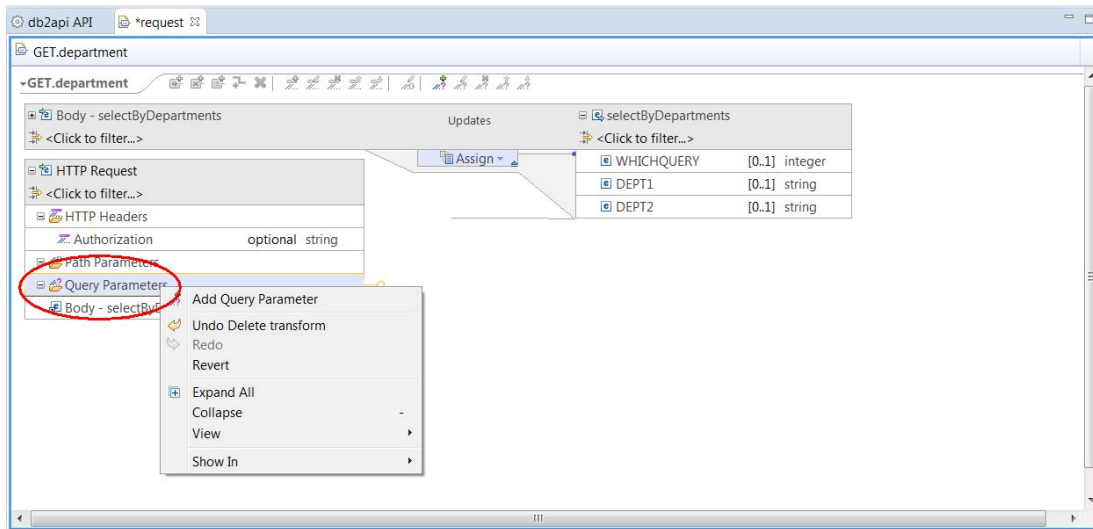 db2api API *request
GET.department
GET.department
Body - selectByDepartments
<Click to filter...>
Updates
selectByDepartments
<Click to filter...>
Assign
WHICHQUERY [0..1] integer
DEPT1 [0..1] string
DEPT2 [0..1] string
HTTP Request
<Click to filter...>
HTTP Headers
Authorization optional string
Path Parameters
Query Parameters
Body - selectByD
Add Query Parameter
Undo Delete transform
Redo
Revert
Expand All
Collapse -
View
Show In